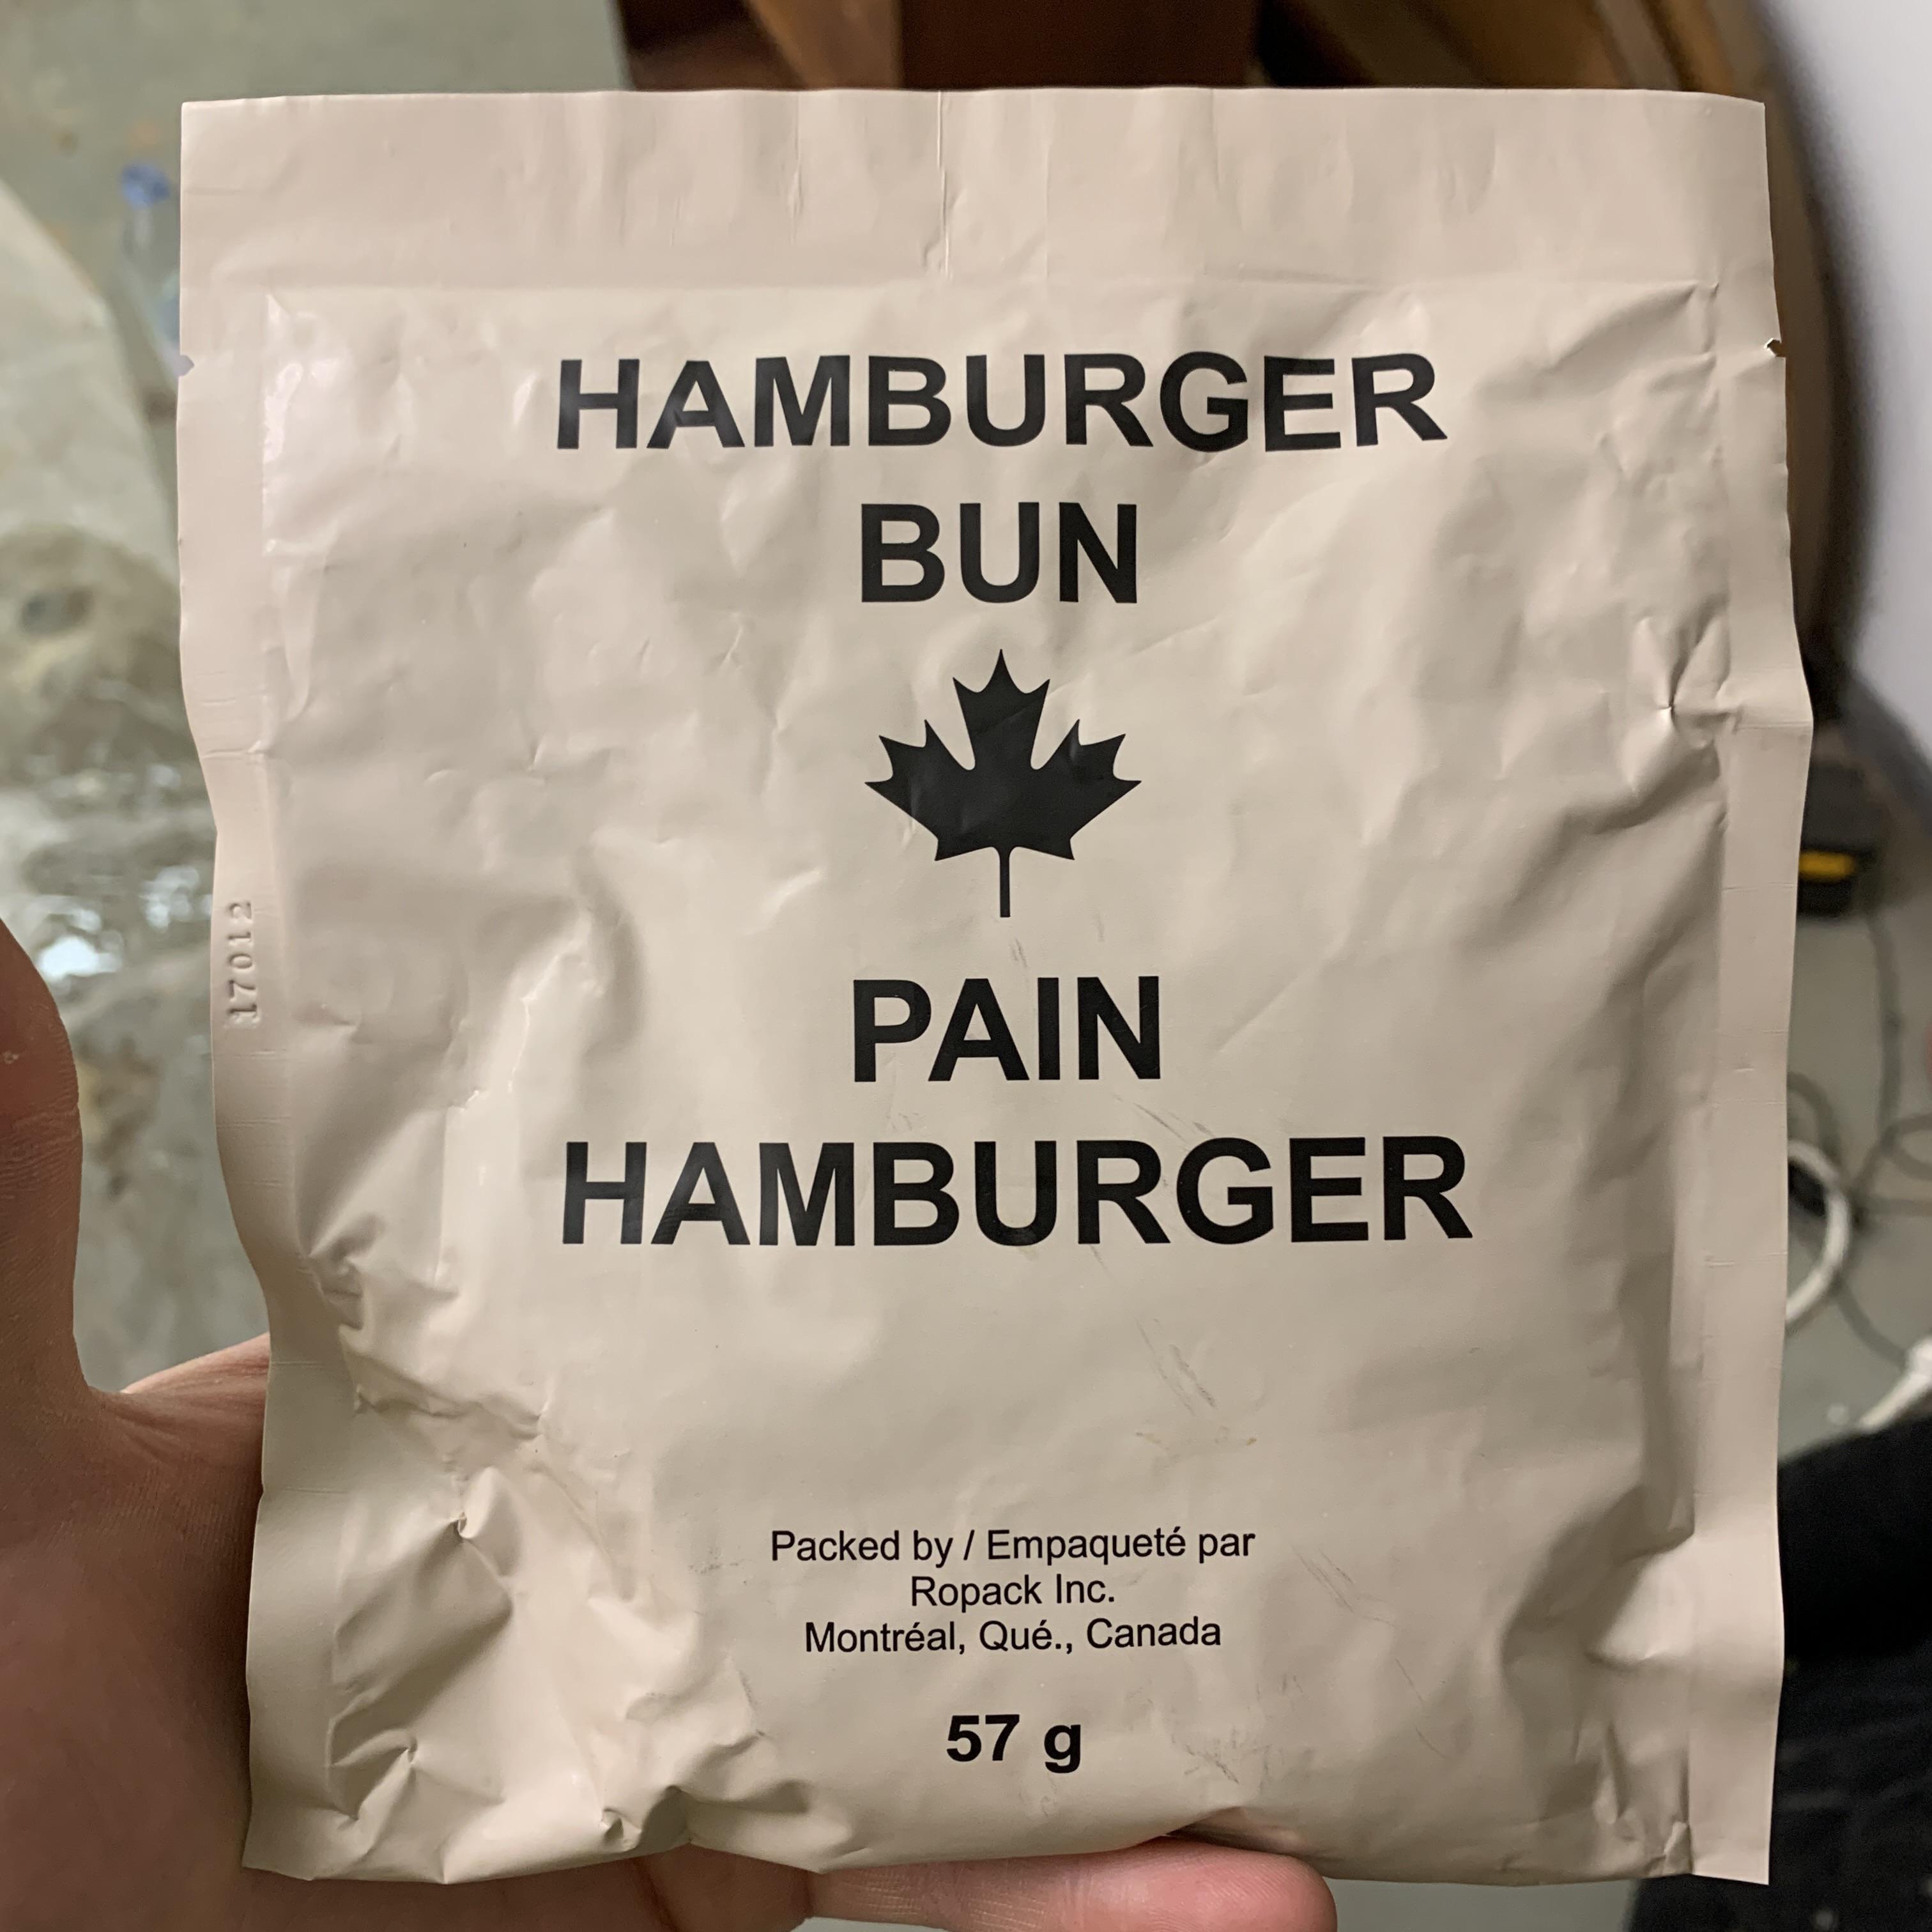 HAMBURGER
BUN
17012
PAIN
HAMBURGER
Packed by / Empaqueté par
Ropack Inc.
Montréal, Qué., Canada
57 g